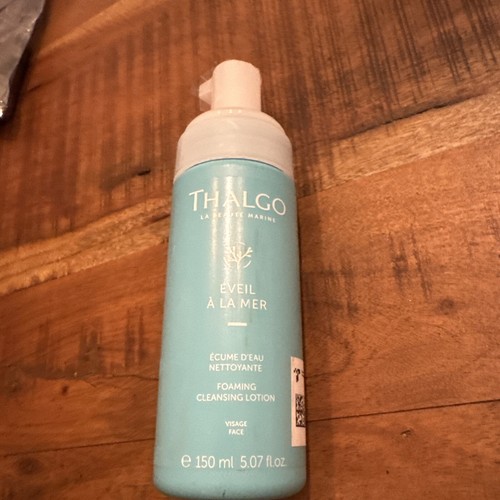 THALGO
LA BEAUTÉ MARINE
ÉVEIL
À LA MER
ÉCUME D'EAU
NETTOYANTE
FOAMING
CLEANSING LOTION
VISAGE
FACE
℮ 150 ml 5.07 fl.oz.